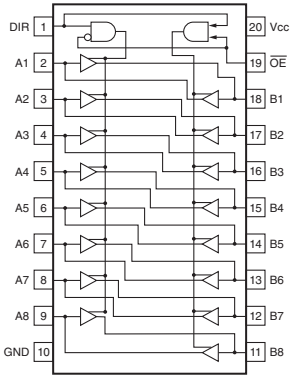 DIR 1 20 Vcc
A1 2 19 OE
A2 3 18 B1
A3 4 17 B2
A4 5 16 B3
A5 6 15 B4
A6 7 14 B5
A7 8 13 B6
A8 9 12 B7
GND 10 11 B8